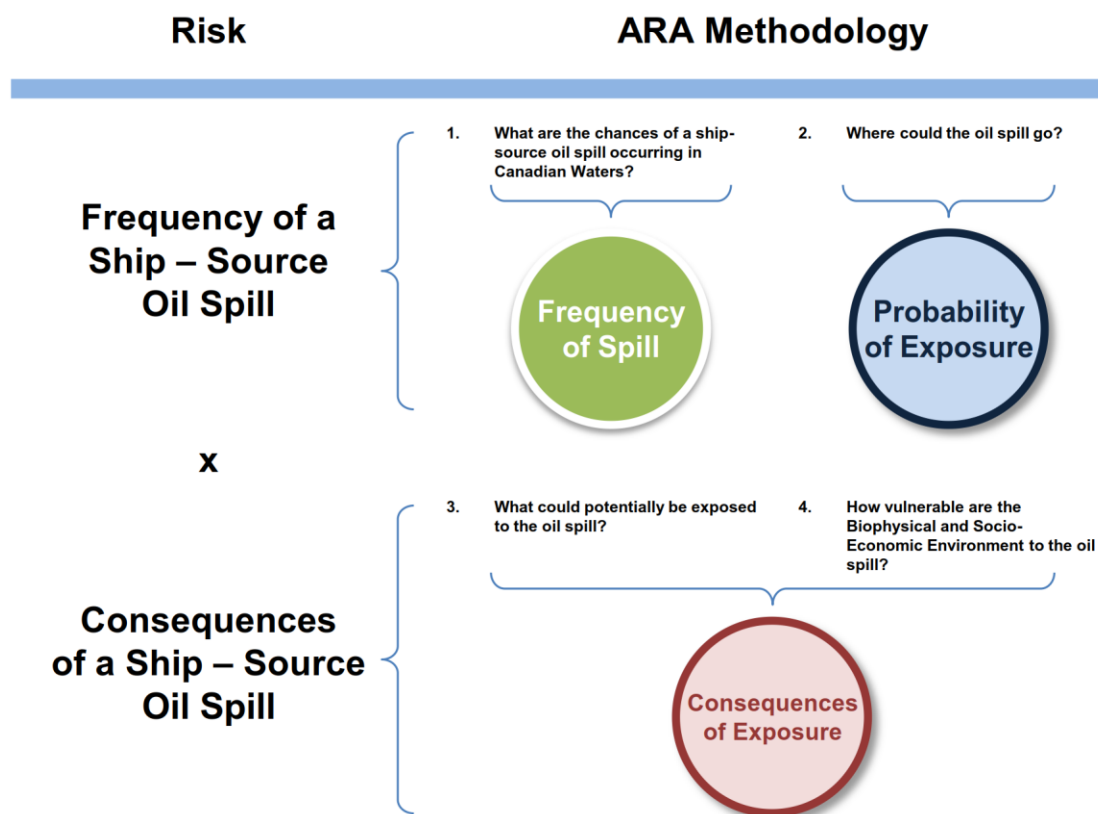 Risk
ARA Methodology
Frequency of a
Ship – Source
Oil Spill
1. What are the chances of a ship-
source oil spill occurring in
Canadian Waters?
2. Where could the oil spill go?
Frequency
of Spill
Probability
of Exposure
x
Consequences
of a Ship – Source
Oil Spill
3. What could potentially be exposed
to the oil spill?
4. How vulnerable are the
Biophysical and Socio-
Economic Environment to the oil
spill?
Consequences
of Exposure